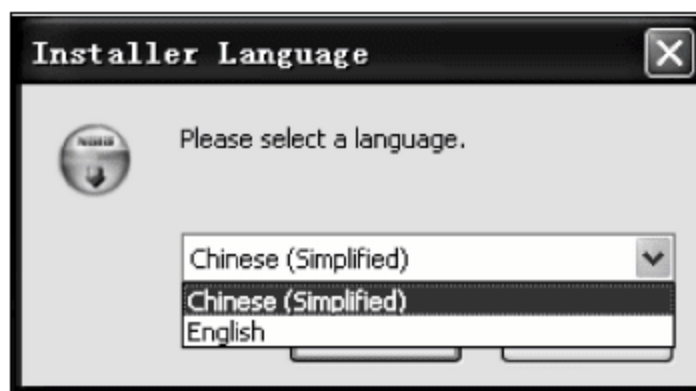 Installer Language
Please select a language.
Chinese (Simplified)
Chinese (Simplified)
English